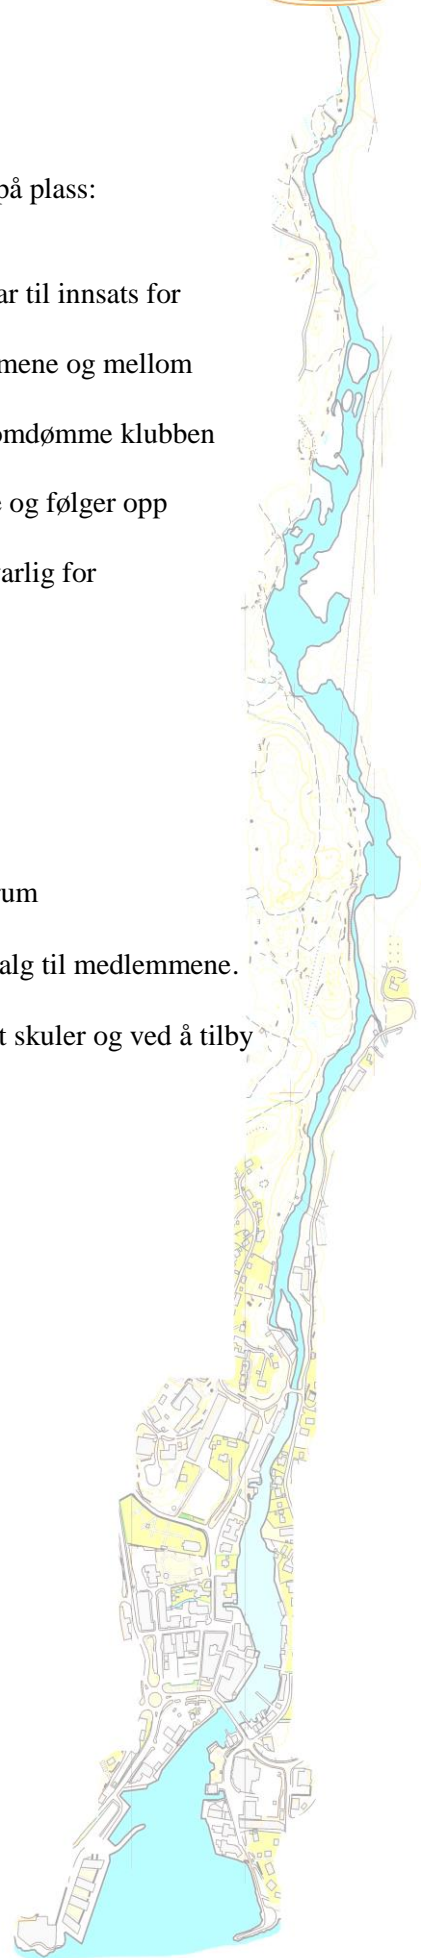 på plass:
ar til innsats for
mene og mellom
omdømme klubben
e og følger opp
arlig for
rum
alg til medlemmene.
t skuler og ved å tilby